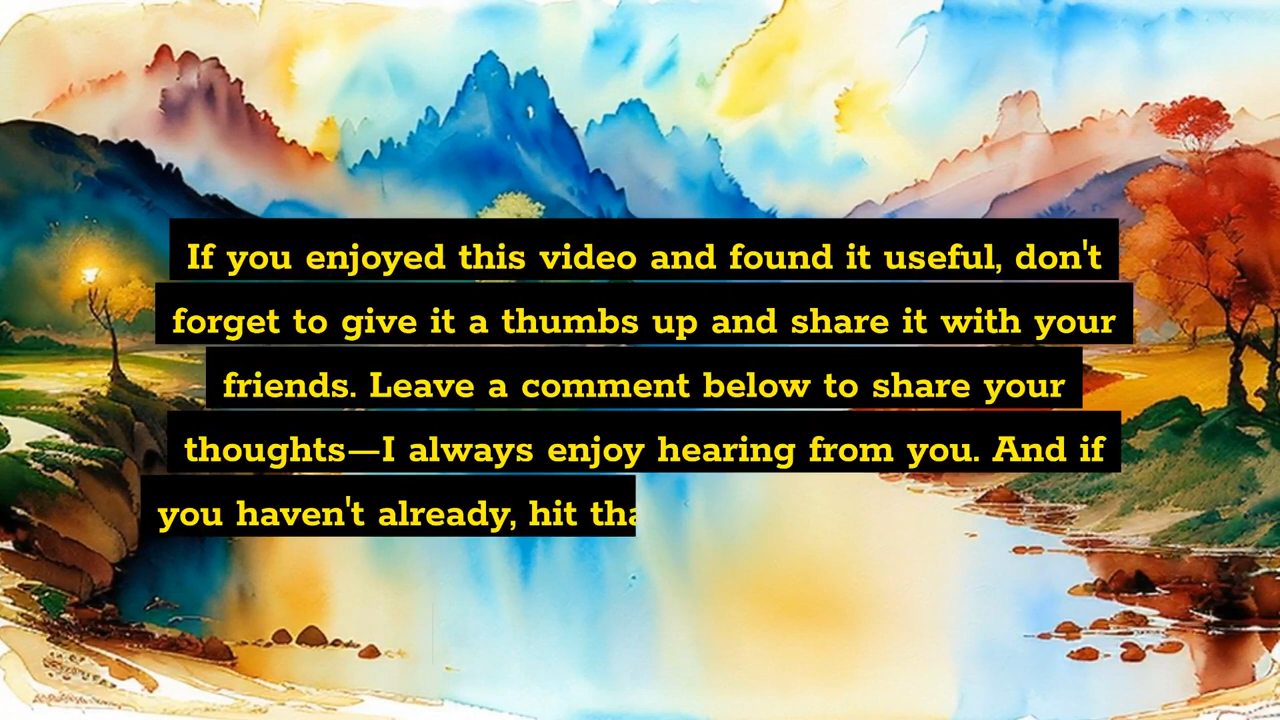 If you enjoyed this video and found it useful, don't
forget to give it a thumbs up and share it with your
friends. Leave a comment below to share your
thoughts—I always enjoy hearing from you. And if
you haven't already, hit